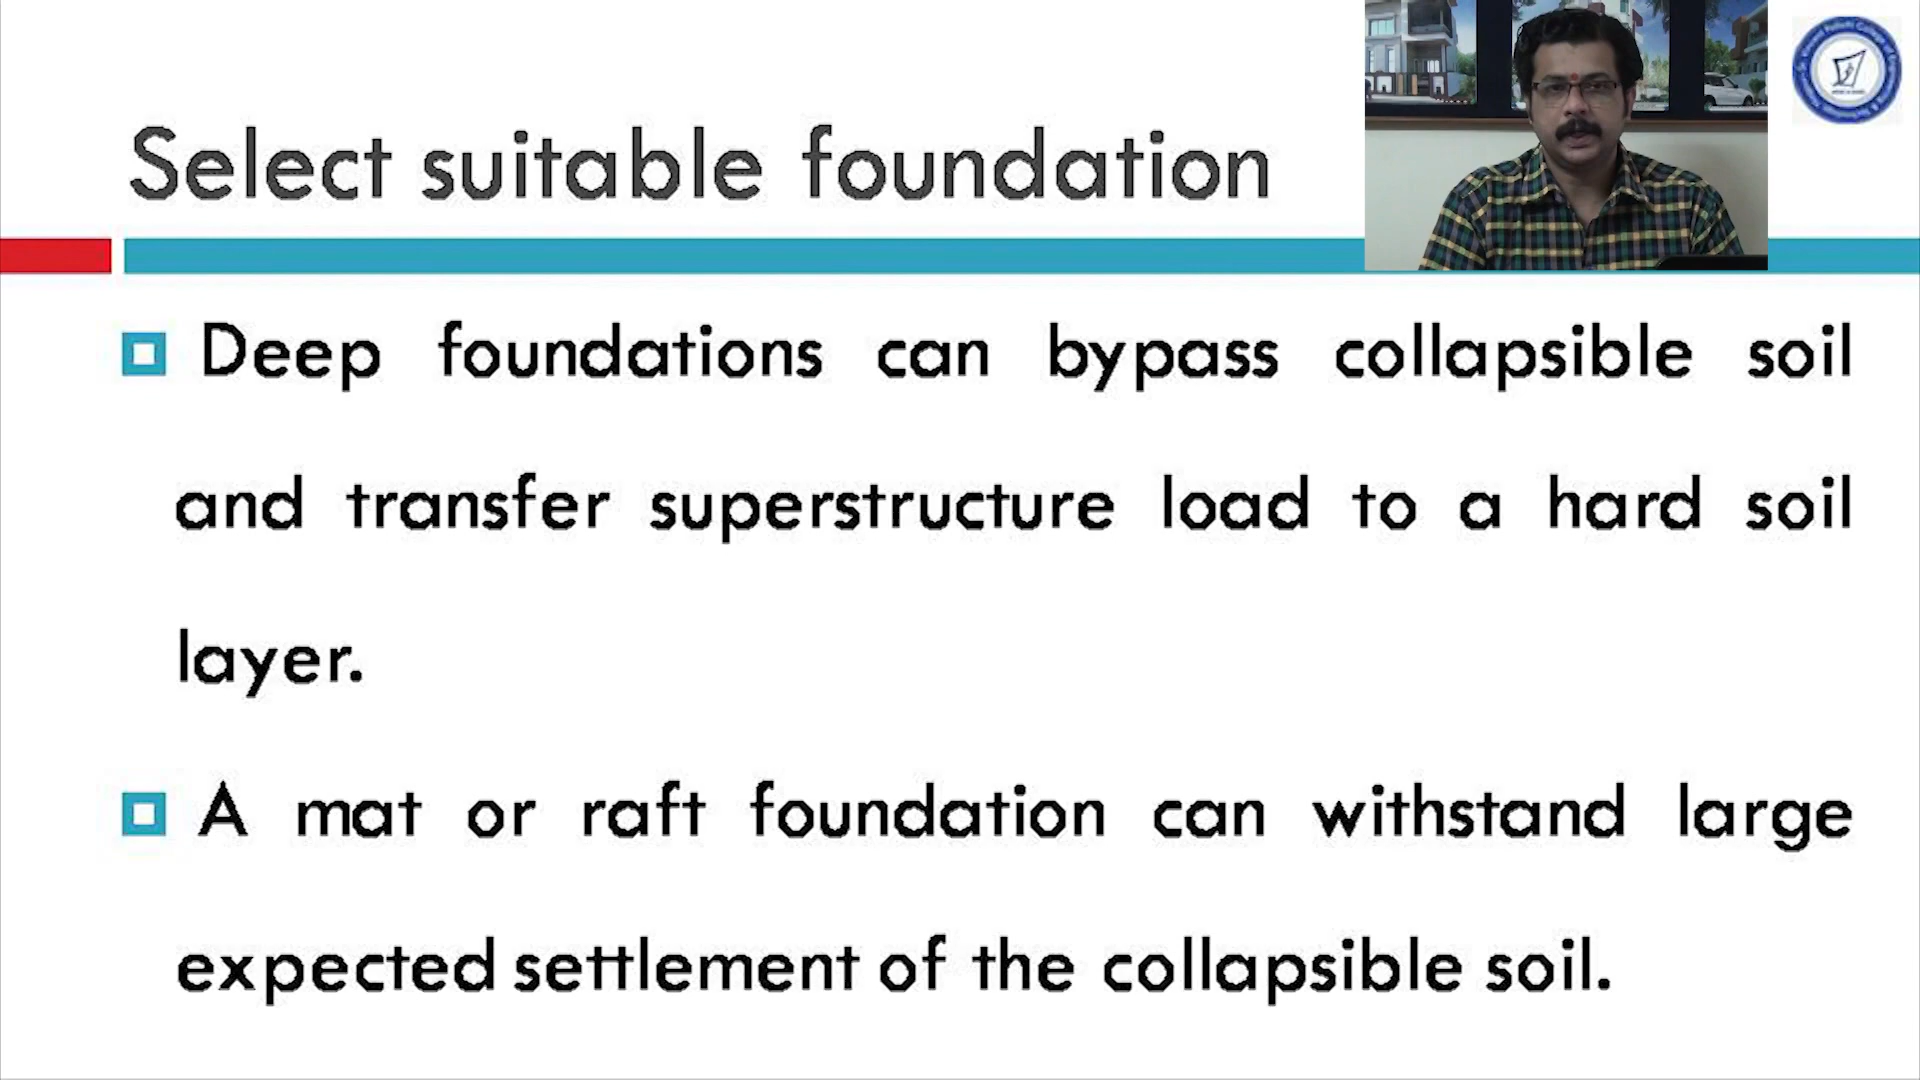 Select suitable foundation
Deep foundations can bypass collapsible soil
and transfer superstructure load to a hard soil
layer.
A mat or raft foundation can withstand large
expected settlement of the collapsible soil.